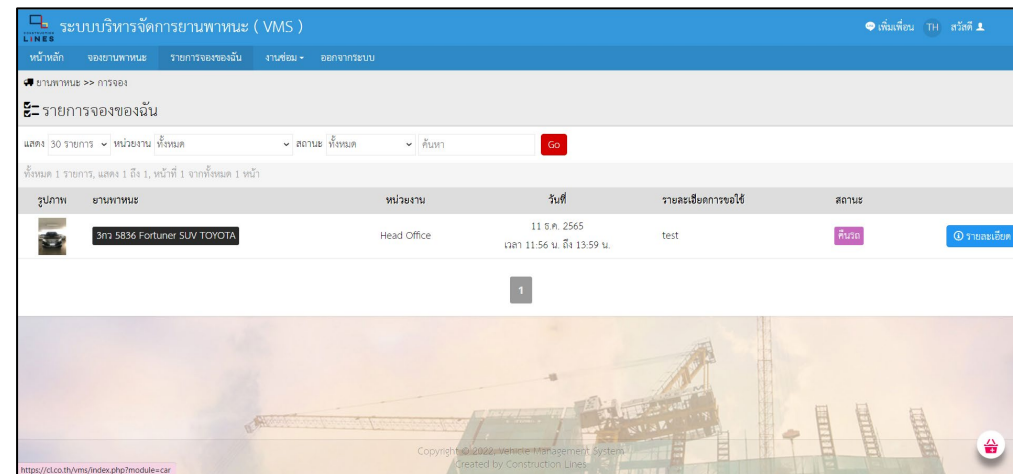 LINES
ระบบบริหารจัดการยานพาหนะ ( VMS )
เพิ่มเพื่อน TH สวัสดี
หน้าหลัก จองยานพาหนะ รายการจองของฉัน งานซ่อม ออกจากระบบ
ยานพาหนะ >> การจอง
รายการจองของฉัน
แสดง 30 รายการ หน่วยงาน ทั้งหมด สถานะ ทั้งหมด ค้นหา Go
ทั้งหมด 1 รายการ, แสดง 1 ถึง 1, หน้าที่ 1 จากทั้งหมด 1 หน้า
รูปภาพ ยานพาหนะ หน่วยงาน วันที่ รายละเอียดการขอใช้ สถานะ
3กว 5836 Fortuner SUV TOYOTA Head Office 11 ธ.ค. 2565 test คืนรถ รายละเอียด
เวลา 11:56 น. ถึง 13:59 น.
1
Copyright © 2022, Vehicle Management System
Created by Construction Lines
https://cl.co.th/vms/index.php?module=car